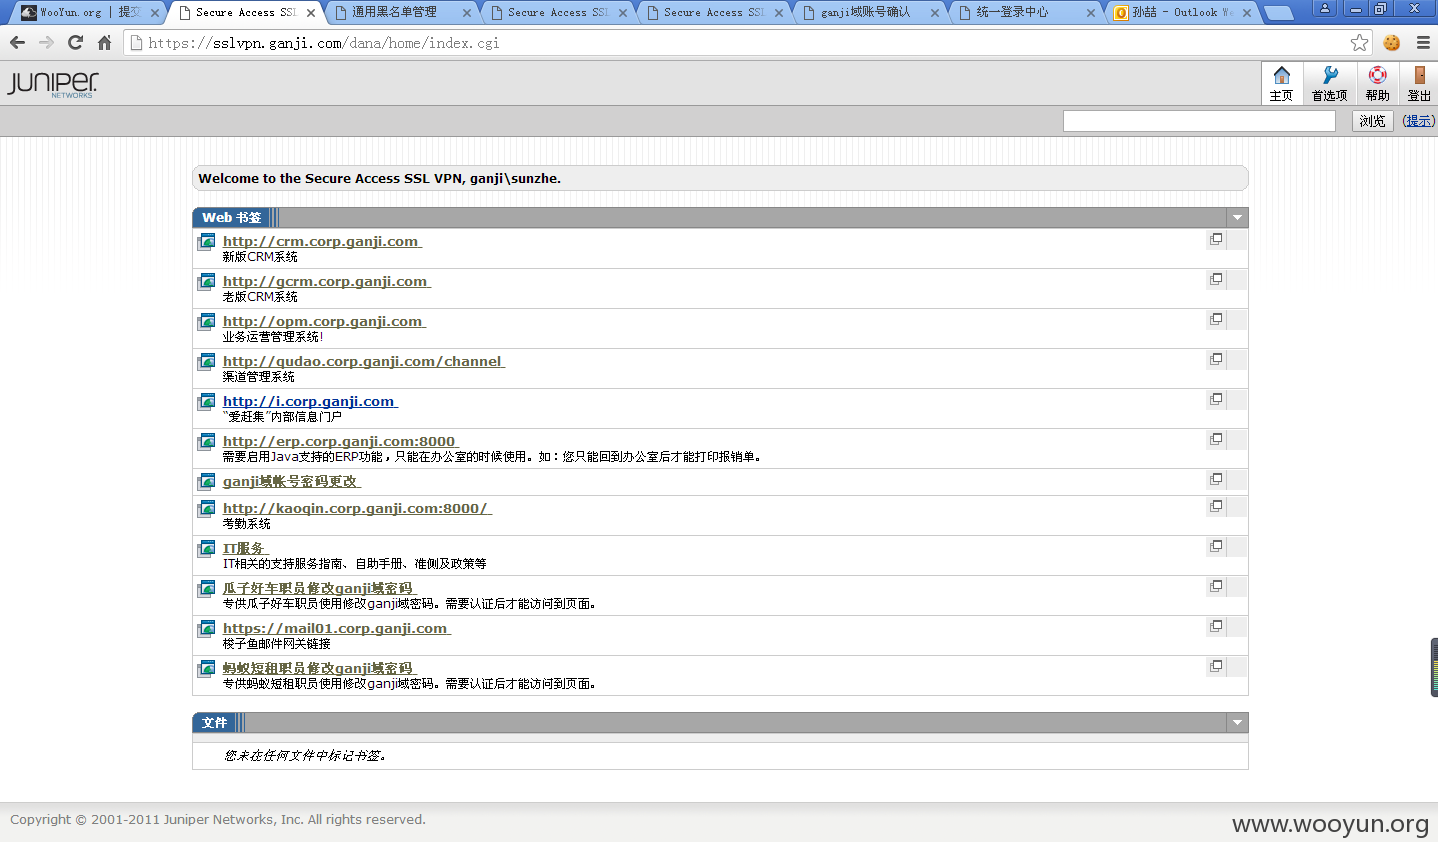 WooYun.org | 提交
Secure Access SSL
通用黑名单管理
Secure Access SSL
Secure Access SSL
ganji域账号确认
统一登录中心
孙喆 - Outlook We
https://sslvpn.ganji.com/dana/home/index.cgi
JUNIPER
NETWORKS
主页
首选项
帮助
登出
浏览
(提示)
Welcome to the Secure Access SSL VPN, ganji\sunzhe.
Web 书签
http://crm.corp.ganji.com
新版CRM系统
http://gcrm.corp.ganji.com
老版CRM系统
http://opm.corp.ganji.com
业务运营管理系统!
http://qudao.corp.ganji.com/channel
渠道管理系统
http://i.corp.ganji.com
“爱赶集”内部信息门户
http://erp.corp.ganji.com:8000
需要启用Java支持的ERP功能，只能在办公室的时候使用。如：您只能回到办公室后才能打印报销单。
ganji域帐号密码更改
http://kaoqin.corp.ganji.com:8000/
考勤系统
IT服务
IT相关的支持服务指南、自助手册、准侧及政策等
瓜子好车职员修改ganji域密码
专供瓜子好车职员使用修改ganji域密码。需要认证后才能访问到页面。
https://mail01.corp.ganji.com
梭子鱼邮件网关链接
蚂蚁短租职员修改ganji域密码
专供蚂蚁短租职员使用修改ganji域密码。需要认证后才能访问到页面。
文件
您未在任何文件中标记书签。
Copyright © 2001-2011 Juniper Networks, Inc. All rights reserved.
www.wooyun.org